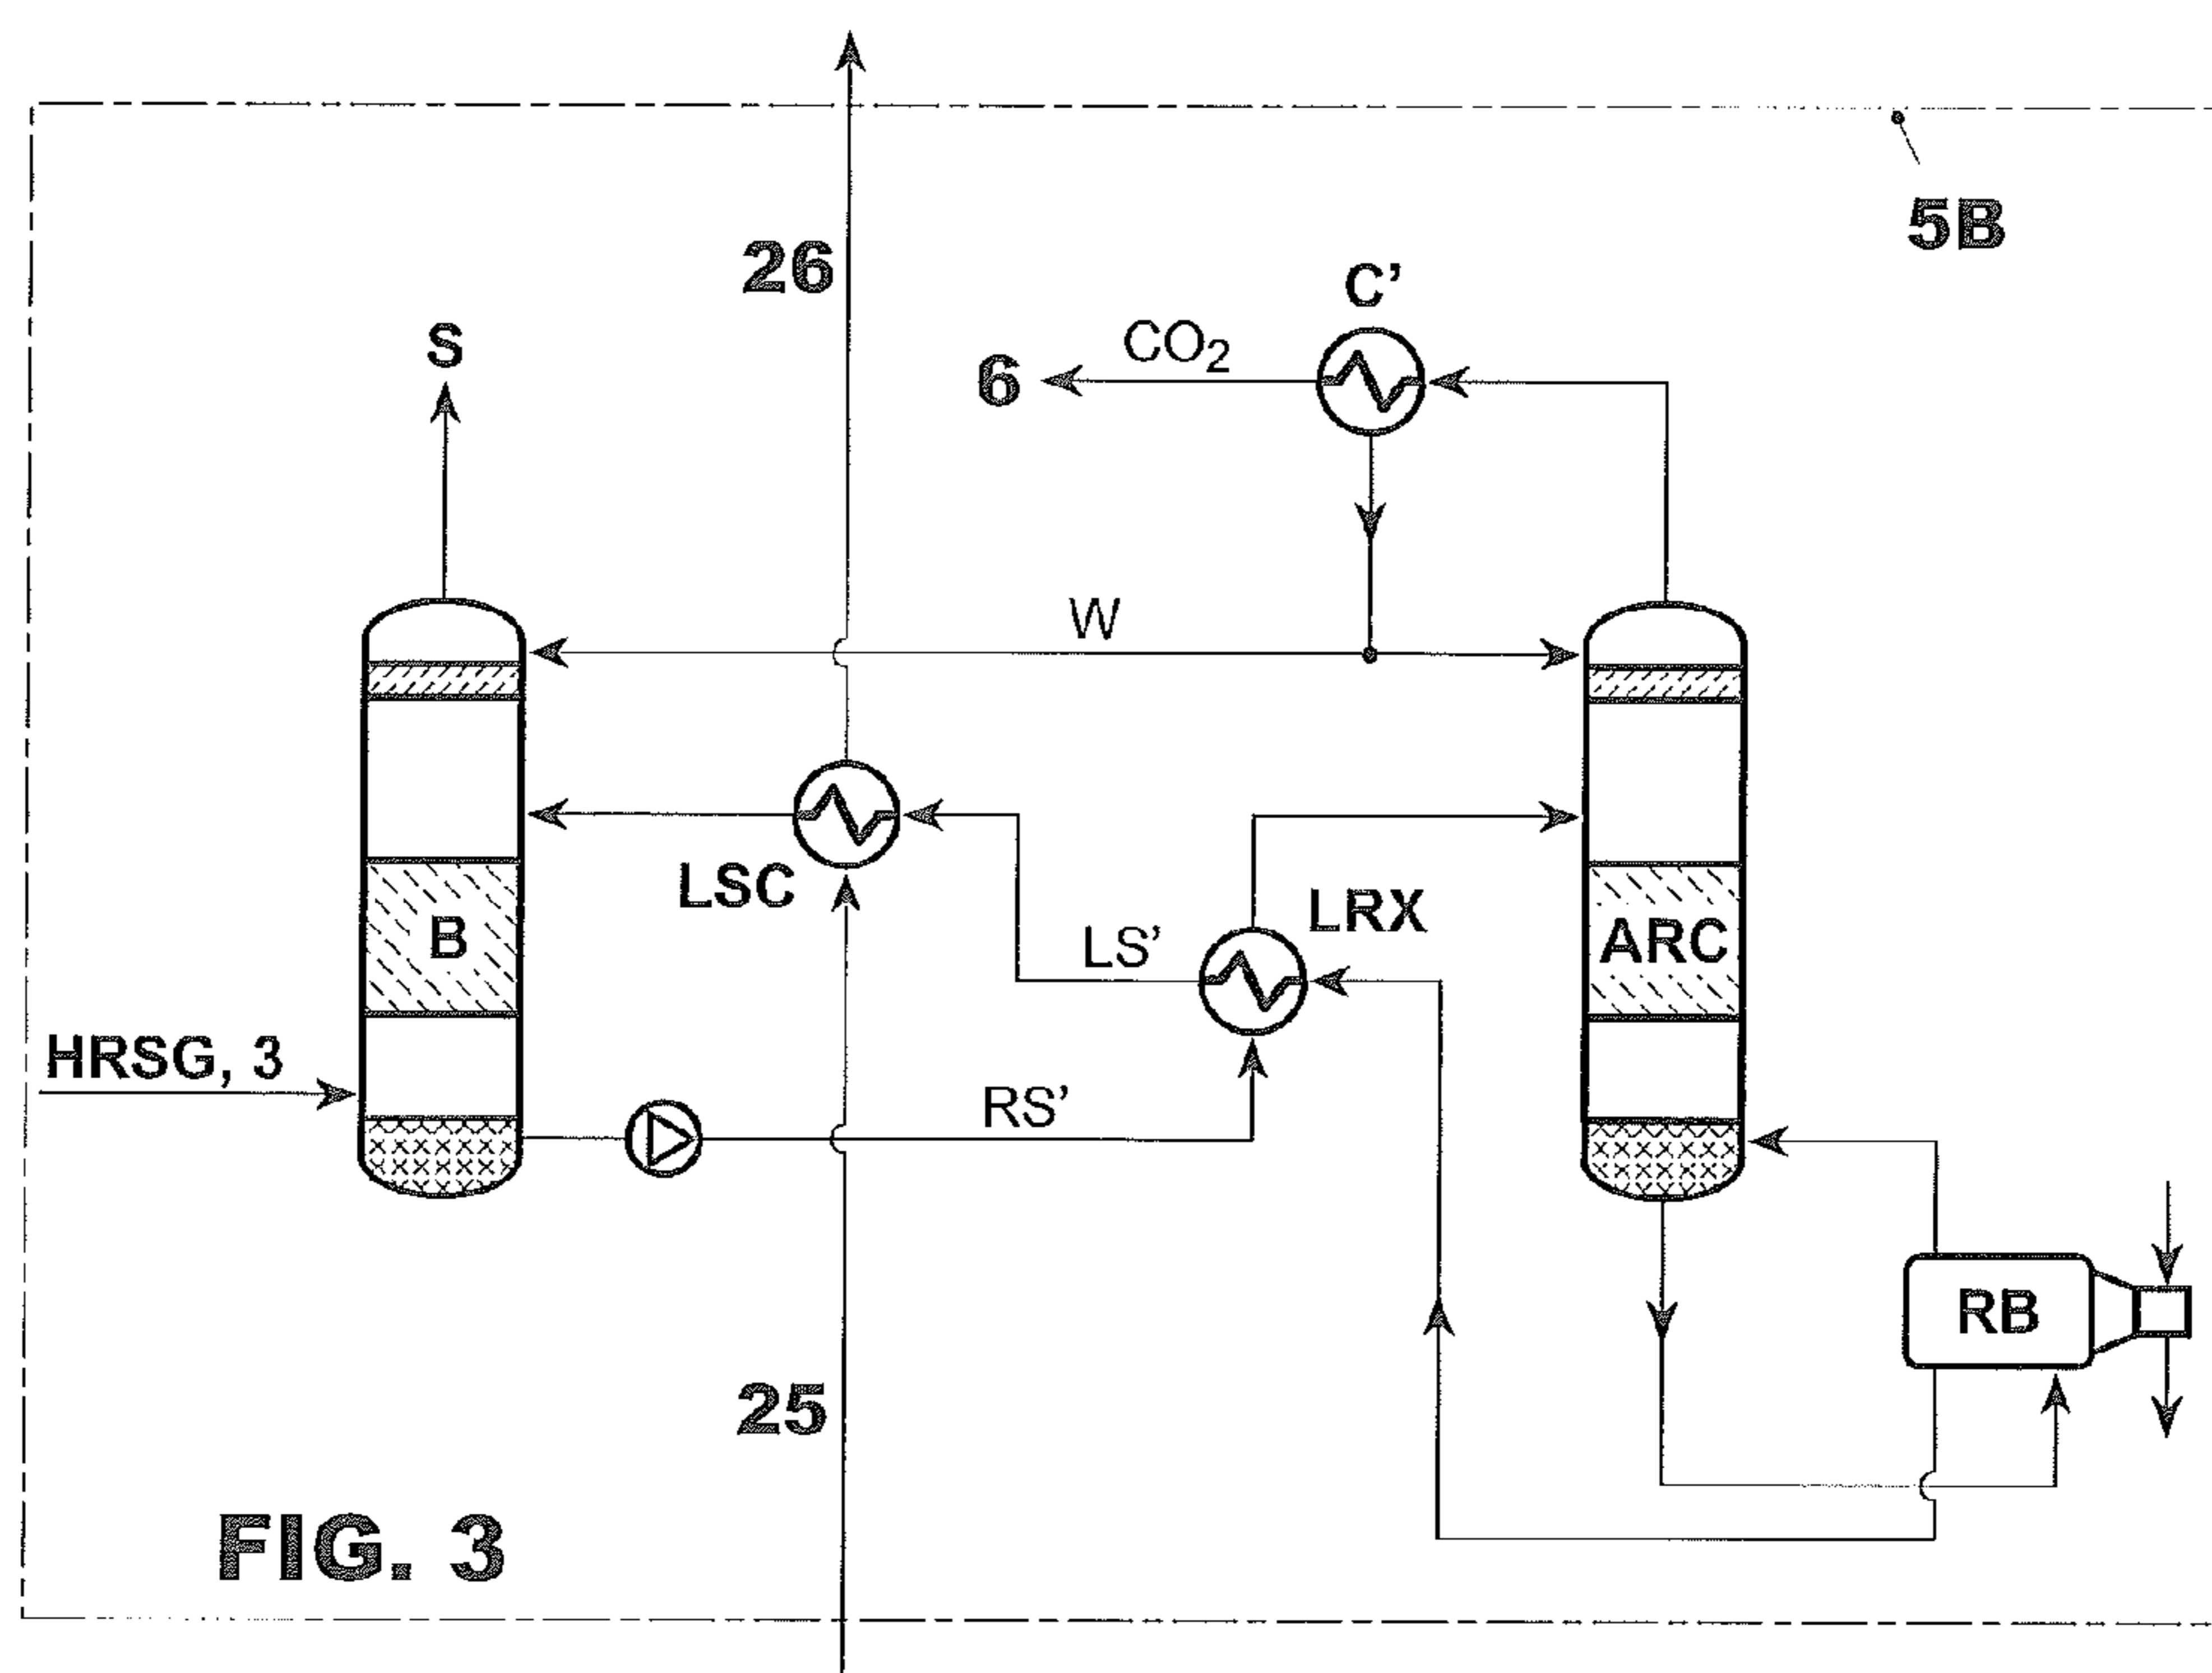 5B
26
C’
CO2
6
S
W
LSC
LRX
LS’
B
ARC
HRSG, 3
RS’
RB
25
FIG. 3